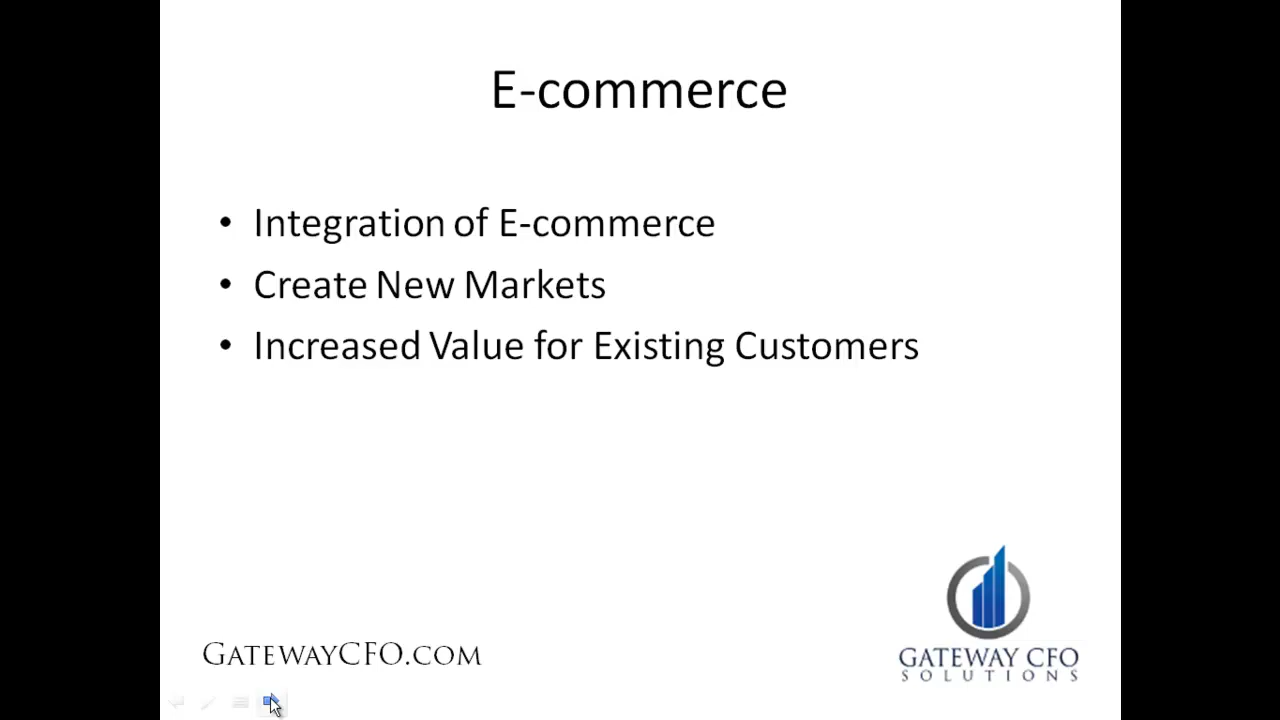 E-commerce
• Integration of E-commerce
• Create New Markets
• Increased Value for Existing Customers
GATEWAYCFO.COM
GATEWAY CFO
SOLUTIONS